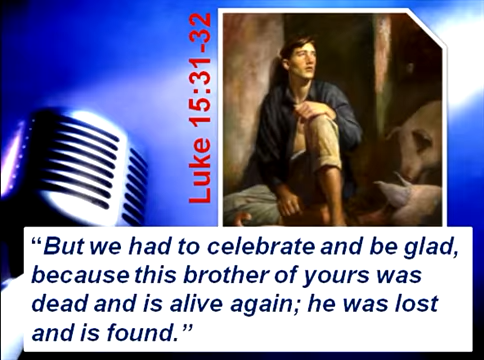 Luke 15:31-32
“But we had to celebrate and be glad,
because this brother of yours was
dead and is alive again; he was lost
and is found.”